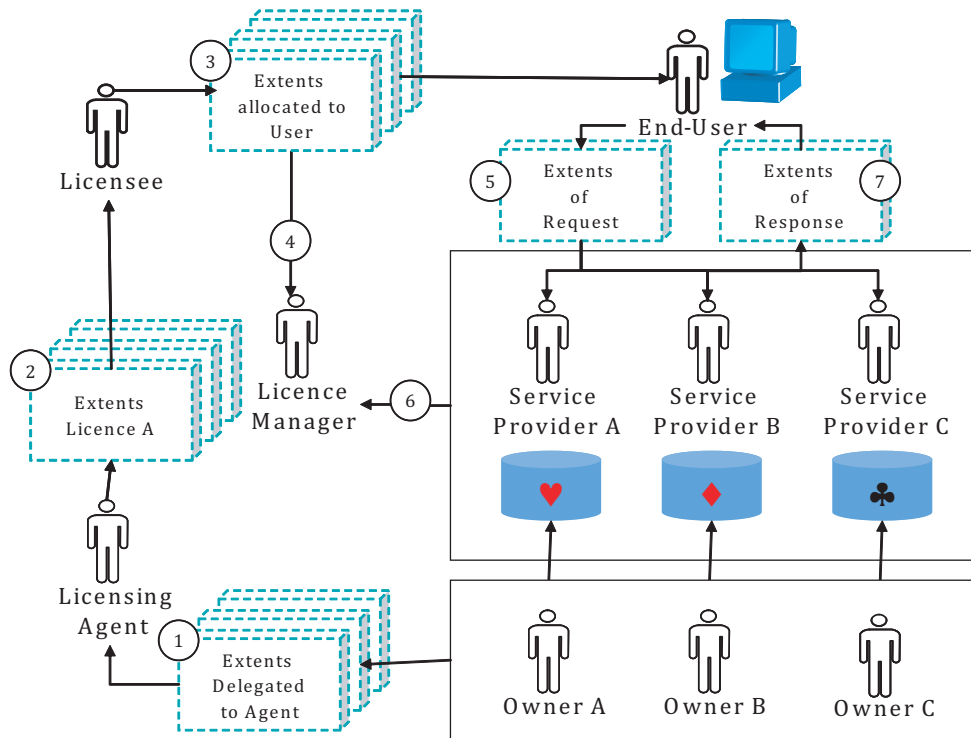 3
Extents
allocated to
User
End-User
Licensee
5
Extents
of
Request
Extents
of
Response
7
4
2
Extents
Licence A
Licence
Manager
6
Service
Provider A
Service
Provider B
Service
Provider C
Licensing
Agent
1
Extents
Delegated
to Agent
Owner A
Owner B
Owner C